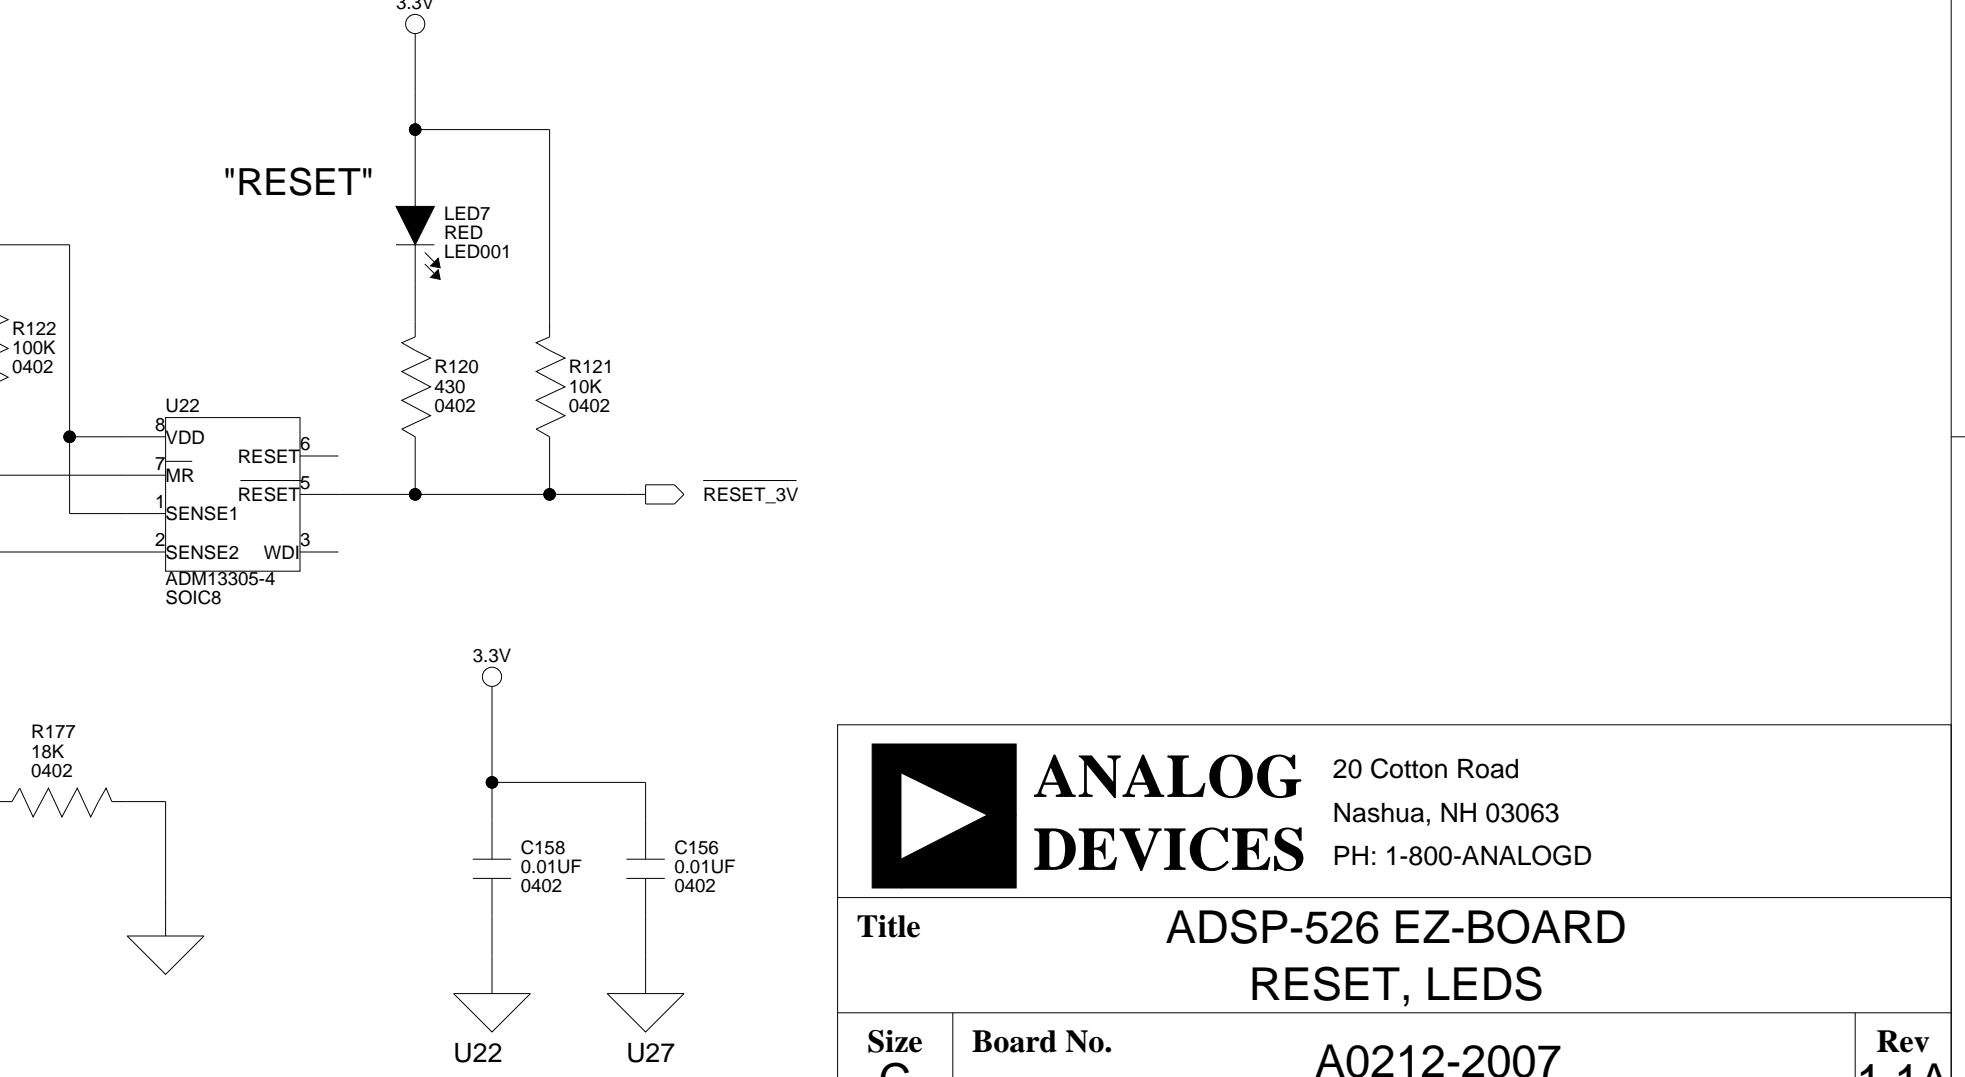 3.3V
"RESET"
LED7
RED
LED001
R122
100K
0402
R120
430
0402
R121
10K
0402
U22
8
VDD
7
MR
1
SENSE1
2
SENSE2
RESET
6
RESET
5
WDI
3
ADM13305-4
SOIC8
RESET_3V
3.3V
R177
18K
0402
C158
0.01UF
0402
C156
0.01UF
0402
U22
U27
ANALOG
DEVICES
20 Cotton Road
Nashua, NH 03063
PH: 1-800-ANALOGD
Title
ADSP-526 EZ-BOARD
RESET, LEDS
Size
C
Board No.
A0212-2007
Rev
1.1A